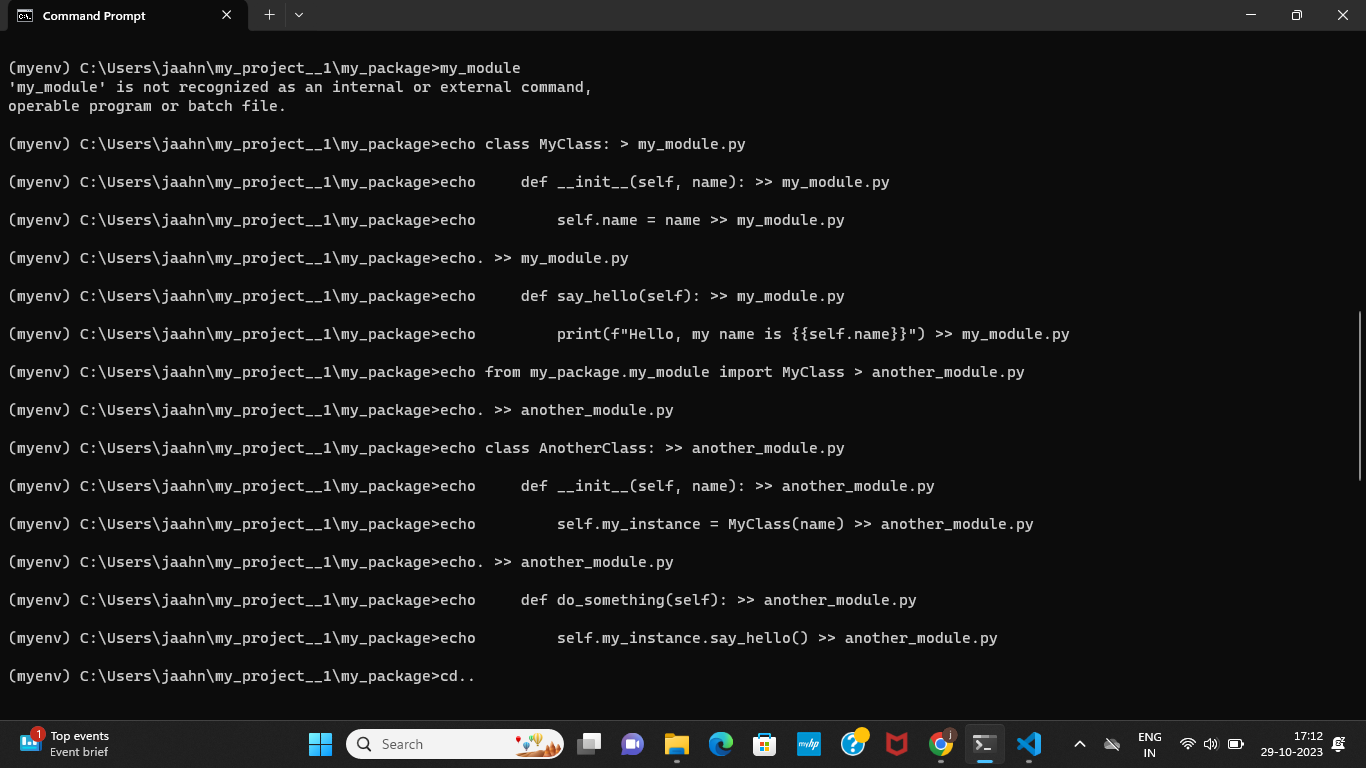 Command Prompt
(myenv) C:\Users\jaahn\my_project__1\my_package>my_module
'my_module' is not recognized as an internal or external command,
operable program or batch file.
(myenv) C:\Users\jaahn\my_project__1\my_package>echo class MyClass: > my_module.py
(myenv) C:\Users\jaahn\my_project__1\my_package>echo     def __init__(self, name): >> my_module.py
(myenv) C:\Users\jaahn\my_project__1\my_package>echo         self.name = name >> my_module.py
(myenv) C:\Users\jaahn\my_project__1\my_package>echo. >> my_module.py
(myenv) C:\Users\jaahn\my_project__1\my_package>echo     def say_hello(self): >> my_module.py
(myenv) C:\Users\jaahn\my_project__1\my_package>echo         print(f"Hello, my name is {{self.name}}") >> my_module.py
(myenv) C:\Users\jaahn\my_project__1\my_package>echo from my_package.my_module import MyClass > another_module.py
(myenv) C:\Users\jaahn\my_project__1\my_package>echo. >> another_module.py
(myenv) C:\Users\jaahn\my_project__1\my_package>echo class AnotherClass: >> another_module.py
(myenv) C:\Users\jaahn\my_project__1\my_package>echo     def __init__(self, name): >> another_module.py
(myenv) C:\Users\jaahn\my_project__1\my_package>echo         self.my_instance = MyClass(name) >> another_module.py
(myenv) C:\Users\jaahn\my_project__1\my_package>echo. >> another_module.py
(myenv) C:\Users\jaahn\my_project__1\my_package>echo     def do_something(self): >> another_module.py
(myenv) C:\Users\jaahn\my_project__1\my_package>echo         self.my_instance.say_hello() >> another_module.py
(myenv) C:\Users\jaahn\my_project__1\my_package>cd..
1
Top events
Event brief
Search
myhp
j
ENG
IN
17:12
29-10-2023